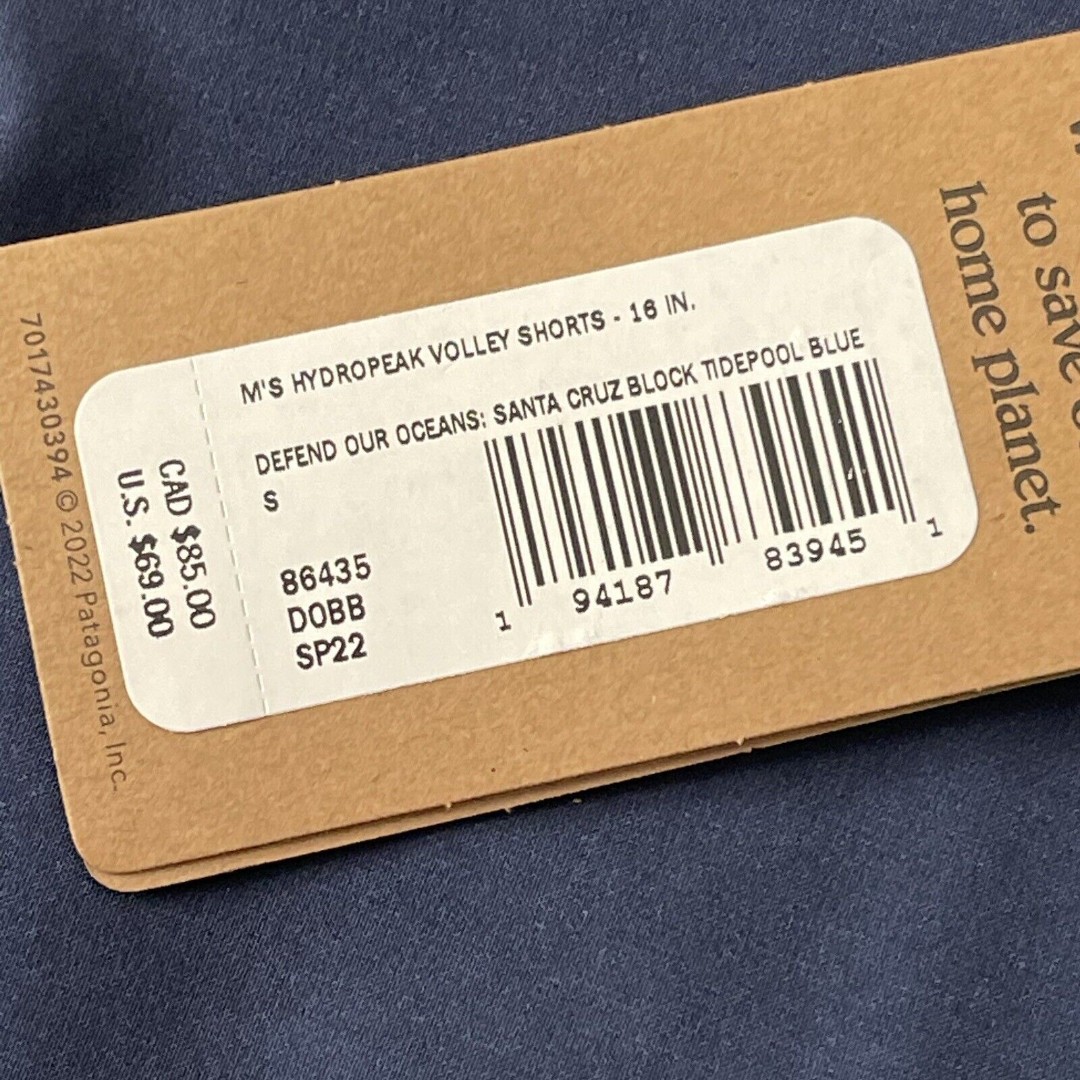 M'S HYDROPEAK VOLLEY SHORTS - 16 IN.
DEFEND OUR OCEANS: SANTA CRUZ BLOCK TIDEPOOL BLUE
S
86435
DOBB
SP22
1 94187 83945 1
CAD $85.00
U.S. $69.00
7017430394 © 2022 Patagonia, Inc.
to save
home planet.